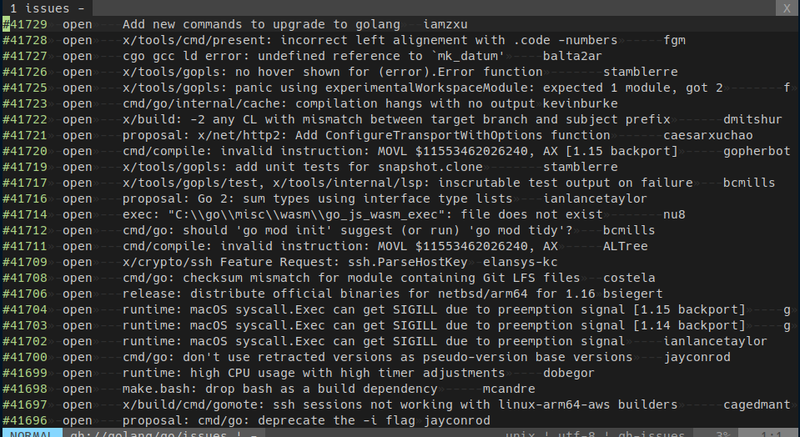 1 issues - X
#41729 open Add new commands to upgrade to golang iamzxu
#41728 open x/tools/cmd/present: incorrect left alignement with .code -numbers fgm
#41727 open cgo gcc ld error: undefined reference to `mk_datum' balta2ar
#41726 open x/tools/gopls: no hover shown for (error).Error function stamblerre
#41725 open x/tools/gopls: panic using experimentalWorkspaceModule: expected 1 module, got 2 f
#41723 open cmd/go/internal/cache: compilation hangs with no output kevinburke
#41722 open x/build: -2 any CL with mismatch between target branch and subject prefix dmitshur
#41721 open proposal: x/net/http2: Add ConfigureTransportWithOptions function caesarxuchao
#41720 open cmd/compile: invalid instruction: MOVL $11553462026240, AX [1.15 backport] gopherbot
#41719 open x/tools/gopls: add unit tests for snapshot.clone stamblerre
#41717 open x/tools/gopls/test, x/tools/internal/lsp: inscrutable test output on failure bcmills
#41716 open proposal: Go 2: sum types using interface type lists ianlancetaylor
#41714 open exec: "C:\\go\\misc\\wasm\\go_js_wasm_exec": file does not exist nu8
#41712 open cmd/go: should 'go mod init' suggest (or run) 'go mod tidy'? bcmills
#41711 open cmd/compile: invalid instruction: MOVL $11553462026240, AX ALTree
#41709 open x/crypto/ssh Feature Request: ssh.ParseHostKey elansys-kc
#41708 open cmd/go: checksum mismatch for module containing Git LFS files costela
#41706 open release: distribute official binaries for netbsd/arm64 for 1.16 bsiegert
#41704 open runtime: macOS syscall.Exec can get SIGILL due to preemption signal [1.15 backport] g
#41703 open runtime: macOS syscall.Exec can get SIGILL due to preemption signal [1.14 backport] g
#41702 open runtime: macOS syscall.Exec can get SIGILL due to preemption signal ianlancetaylor
#41700 open cmd/go: don't use retracted versions as pseudo-version base versions jayconrod
#41699 open runtime: high CPU usage with high timer adjustments dobegor
#41698 open make.bash: drop bash as a build dependency mcandre
#41697 open x/build/cmd/gomote: ssh sessions not working with linux-arm64-aws builders cagedmant
#41696 open proposal: cmd/go: deprecate the -i flag jayconrod
NORMAL gh://golang/go/issues ¦ - unix ¦ utf-8 ¦ gh-issues 3% 1:1